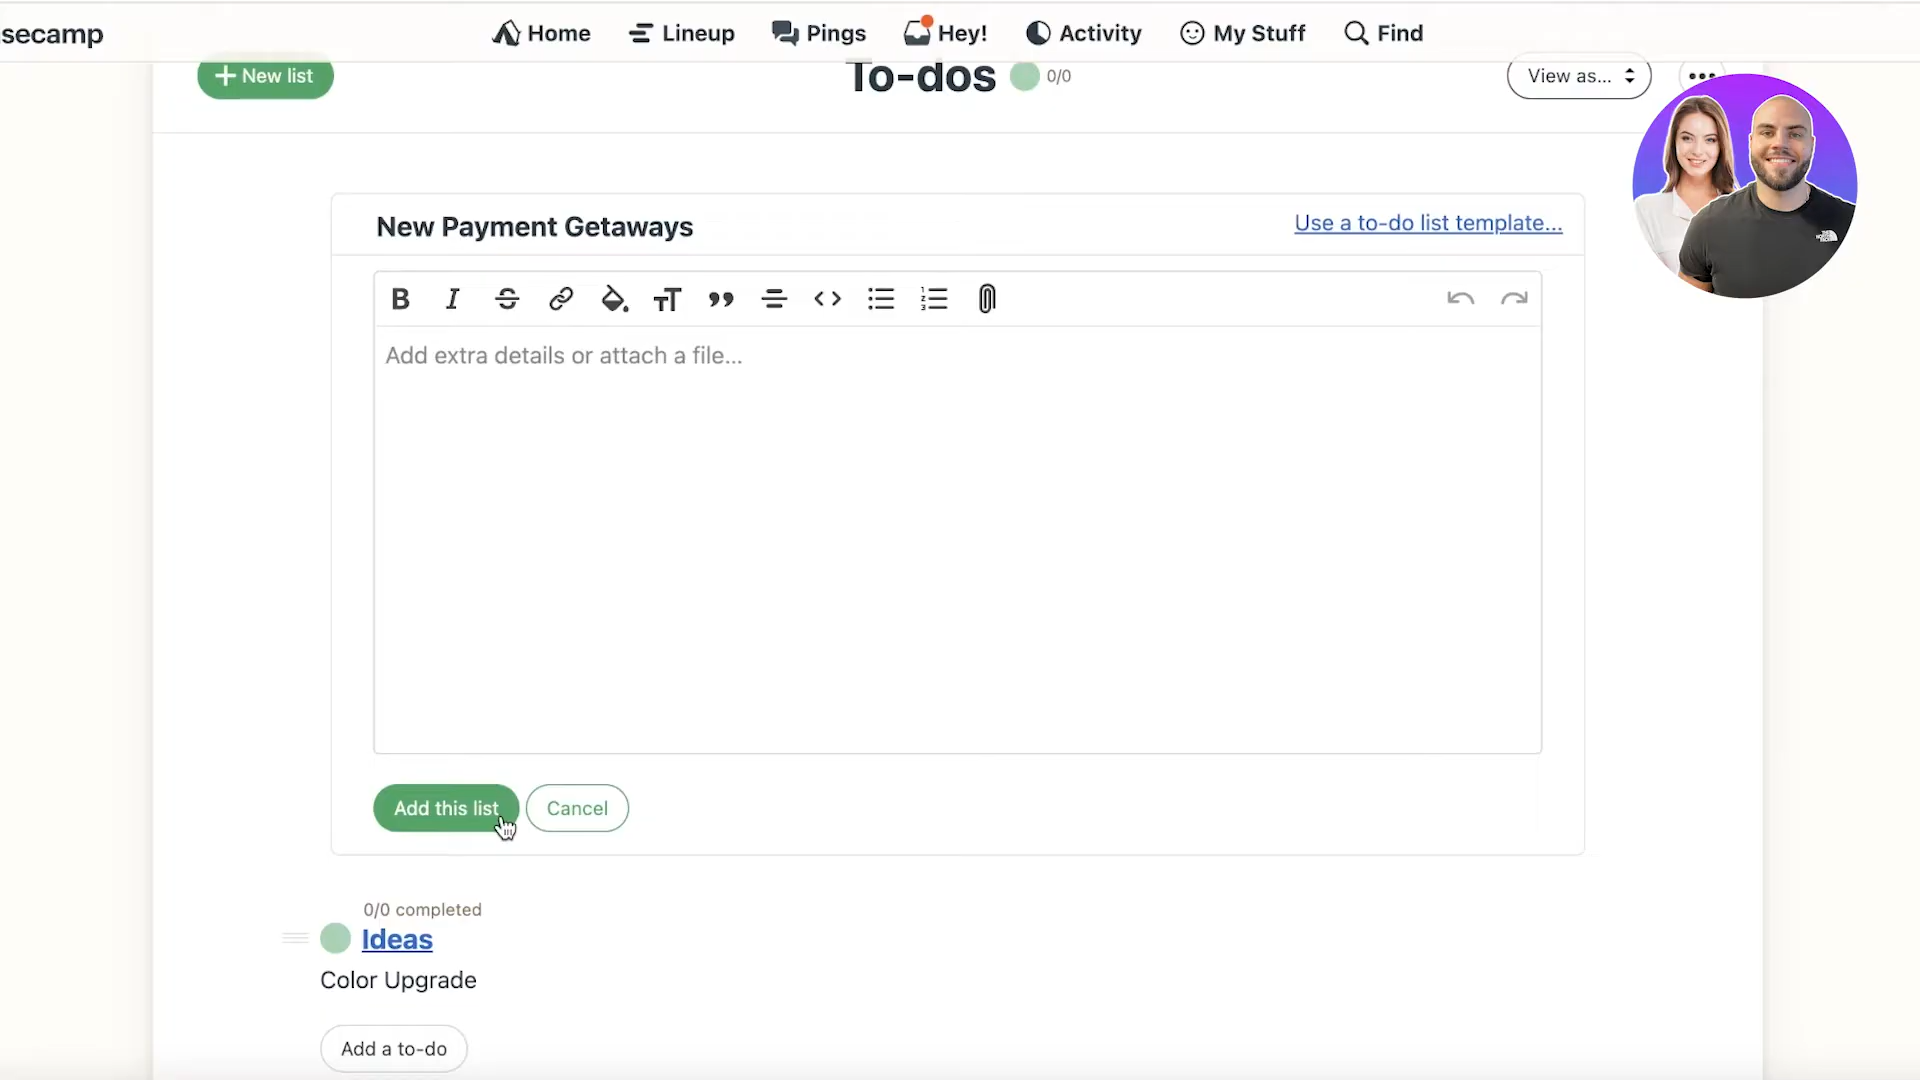 secamp
Home
Lineup
Pings
Hey!
Activity
My Stuff
Find
New list
To-dos
0/0
View as...
New Payment Getaways
Use a to-do list template...
Add extra details or attach a file...
Add this list
Cancel
0/0 completed
Ideas
Color Upgrade
Add a to-do